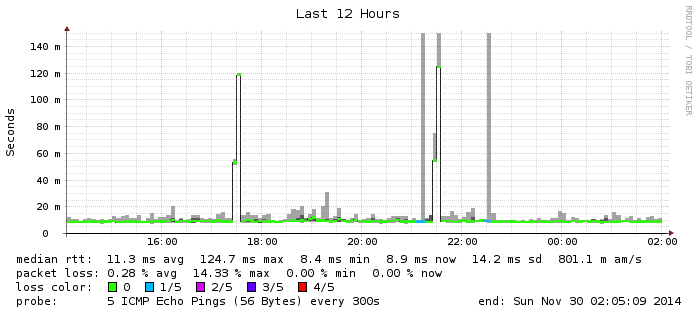 Last 12 Hours
RRDTOOL / TOBI OETIKER
Seconds
140 m
120 m
100 m
80 m
60 m
40 m
20 m
0
16:00 18:00 20:00 22:00 00:00 02:00
median rtt: 11.3 ms avg 124.7 ms max 8.4 ms min 8.9 ms now 14.2 ms sd 801.1 m am/s
packet loss: 0.28 % avg 14.33 % max 0.00 % min 0.00 % now
loss color: 0 1/5 2/5 3/5 4/5
probe: 5 ICMP Echo Pings (56 Bytes) every 300s end: Sun Nov 30 02:05:09 2014